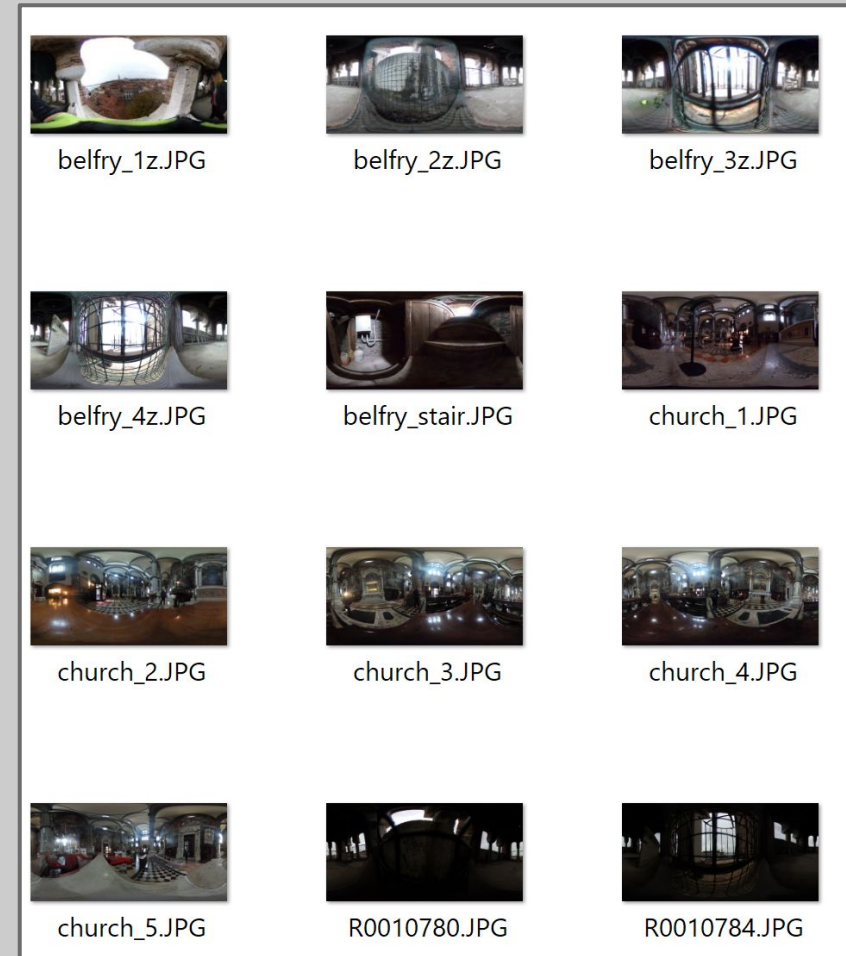 belfry_1z.JPG
belfry_2z.JPG
belfry_3z.JPG
belfry_4z.JPG
belfry_stair.JPG
church_1.JPG
church_2.JPG
church_3.JPG
church_4.JPG
church_5.JPG
R0010780.JPG
R0010784.JPG